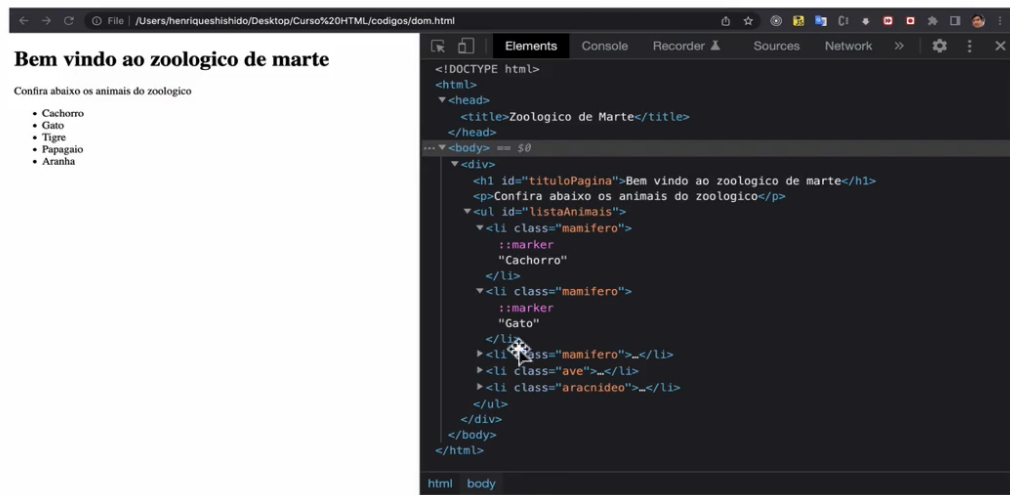 File | /Users/henriqueshishido/Desktop/Curso%20HTML/codigos/dom.html
Bem vindo ao zoologico de marte
Confira abaixo os animais do zoologico
• Cachorro
• Gato
• Tigre
• Papagaio
• Aranha
Elements Console Recorder Sources Network »
<!DOCTYPE html>
<html>
<head>
<title>Zoologico de Marte</title>
</head>
··· <body> == $0
<div>
<h1 id="tituloPagina">Bem vindo ao zoologico de marte</h1>
<p>Confira abaixo os animais do zoologico</p>
<ul id="listaAnimais">
<li class="mamifero">
::marker
"Cachorro"
</li>
<li class="mamifero">
::marker
"Gato"
</li>
<li class="mamifero">…</li>
<li class="ave">…</li>
<li class="aracnideo">…</li>
</ul>
</div>
</body>
</html>
html body